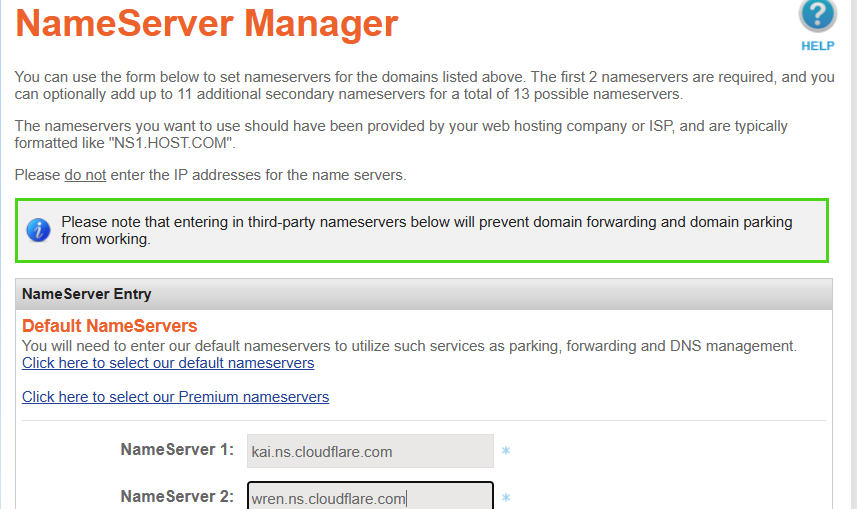 NameServer Manager
HELP
You can use the form below to set nameservers for the domains listed above. The first 2 nameservers are required, and you
can optionally add up to 11 additional secondary nameservers for a total of 13 possible nameservers.
The nameservers you want to use should have been provided by your web hosting company or ISP, and are typically
formatted like "NS1.HOST.COM".
Please do not enter the IP addresses for the name servers.
Please note that entering in third-party nameservers below will prevent domain forwarding and domain parking
from working.
NameServer Entry
Default NameServers
You will need to enter our default nameservers to utilize such services as parking, forwarding and DNS management.
Click here to select our default nameservers
Click here to select our Premium nameservers
NameServer 1: kai.ns.cloudflare.com *
NameServer 2: wren.ns.cloudflare.com *